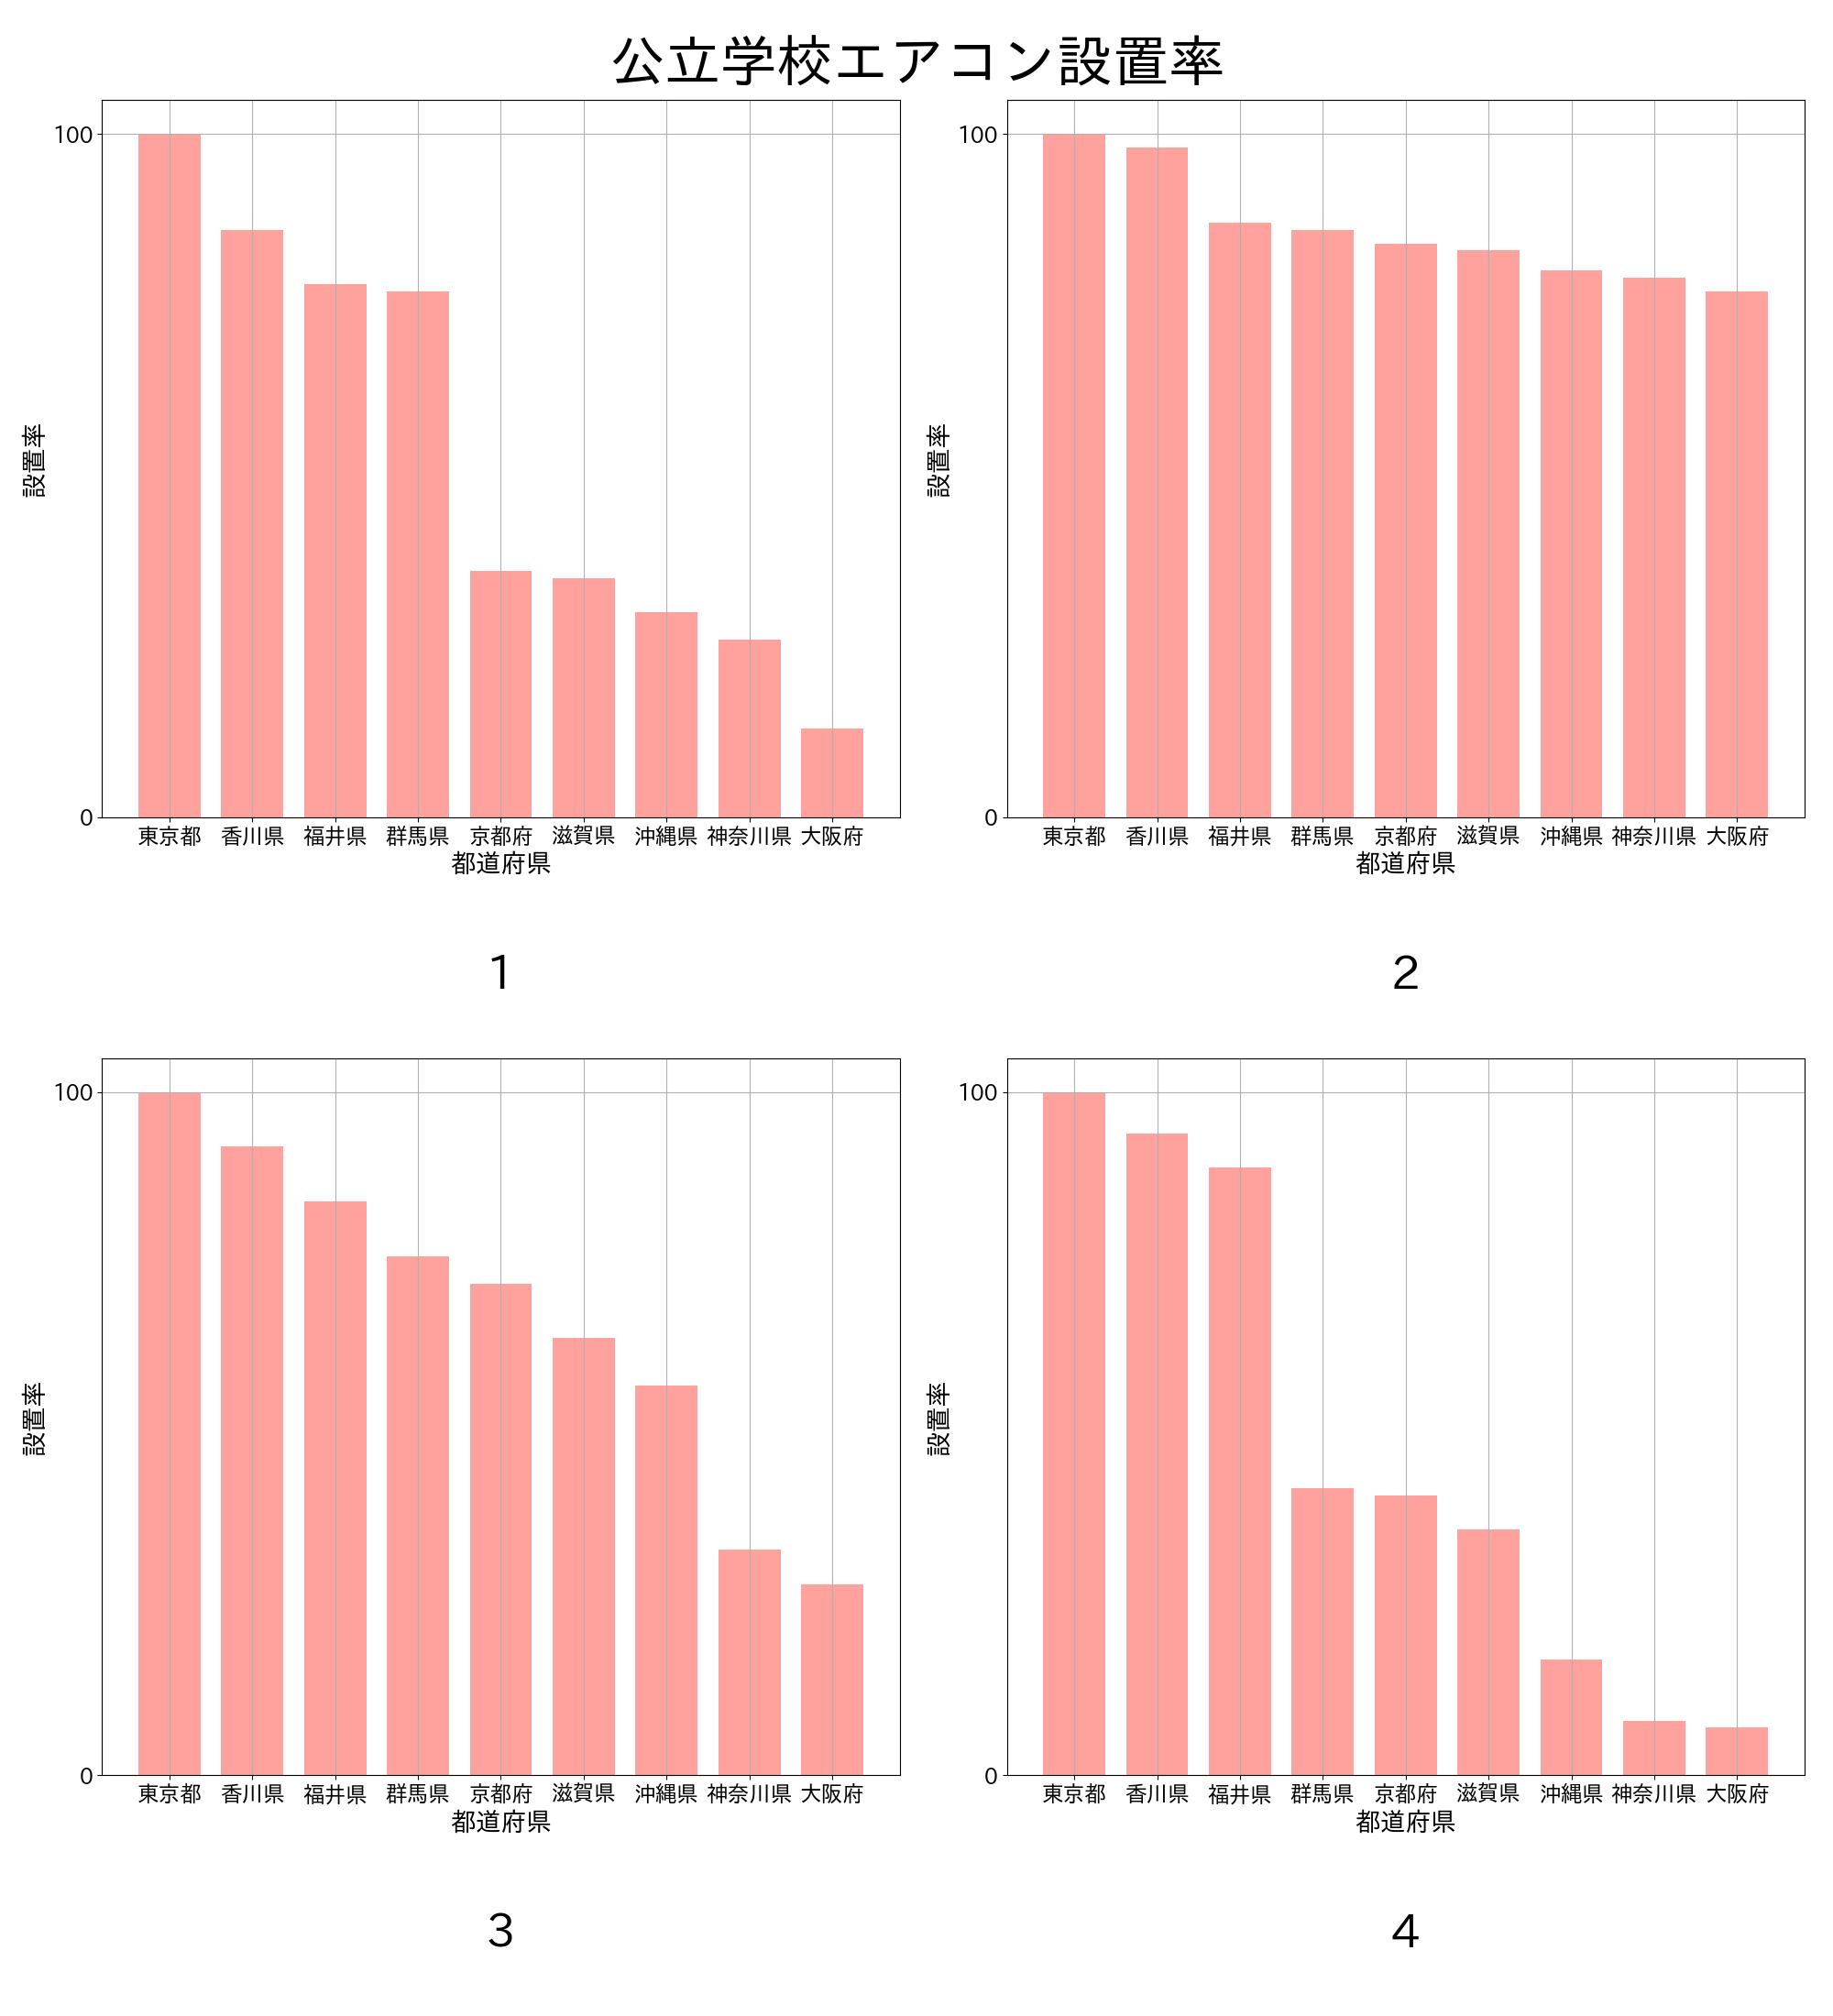 公立学校エアコン設置率
100
0
設置率
東京都 香川県 福井県 群馬県 京都府 滋賀県 沖縄県 神奈川県 大阪府
都道府県
1
100
0
設置率
東京都 香川県 福井県 群馬県 京都府 滋賀県 沖縄県 神奈川県 大阪府
都道府県
2
100
0
設置率
東京都 香川県 福井県 群馬県 京都府 滋賀県 沖縄県 神奈川県 大阪府
都道府県
3
100
0
設置率
東京都 香川県 福井県 群馬県 京都府 滋賀県 沖縄県 神奈川県 大阪府
都道府県
4